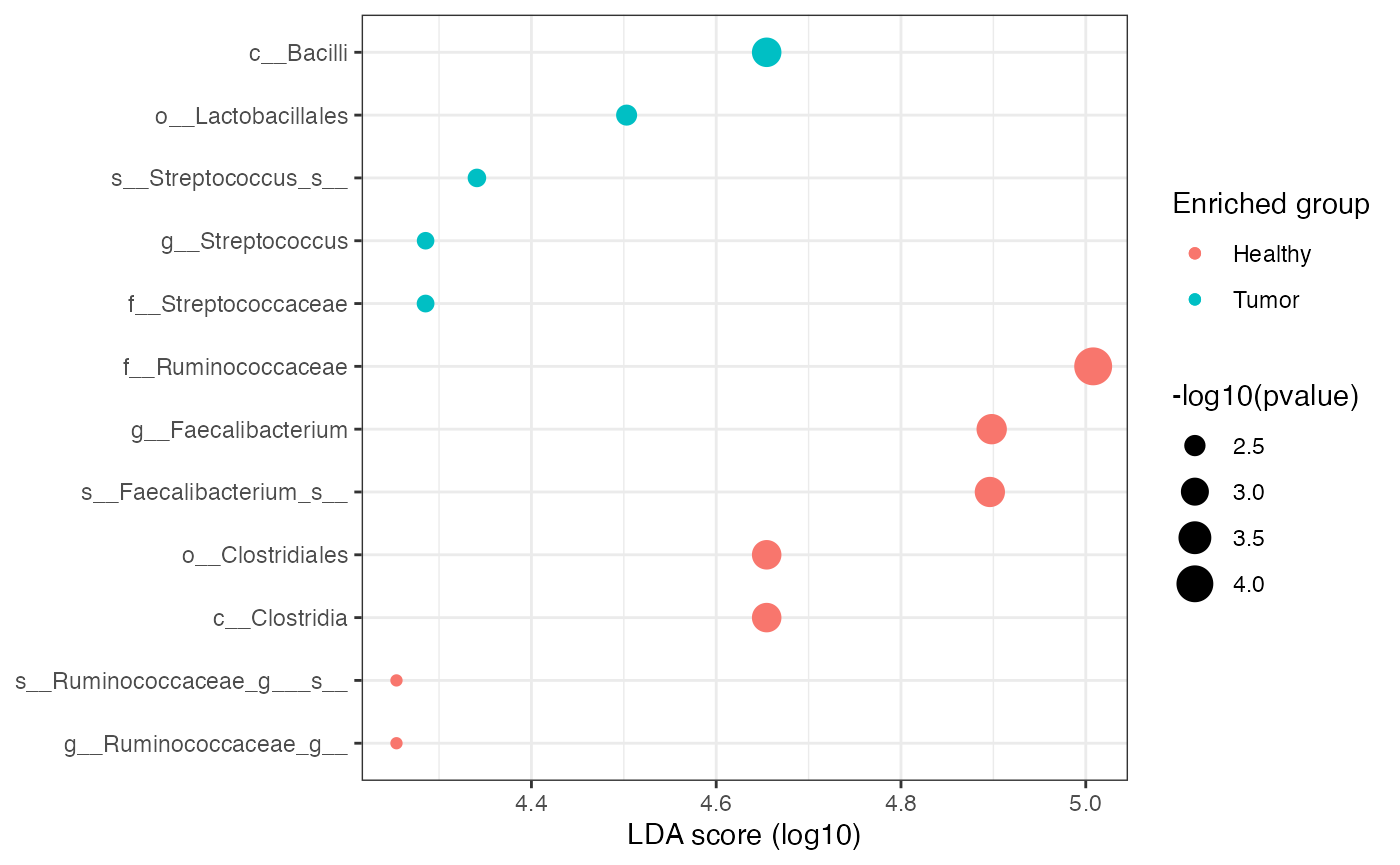 c__Bacilli
o__Lactobacillales
s__Streptococcus_s__
g__Streptococcus
f__Streptococcaceae
f__Ruminococcaceae
g__Faecalibacterium
s__Faecalibacterium_s__
o__Clostridiales
c__Clostridia
s__Ruminococcaceae_g___s__
g__Ruminococcaceae_g__
4.4 4.6 4.8 5.0
LDA score (log10)
Enriched group
Healthy
Tumor
-log10(pvalue)
2.5
3.0
3.5
4.0